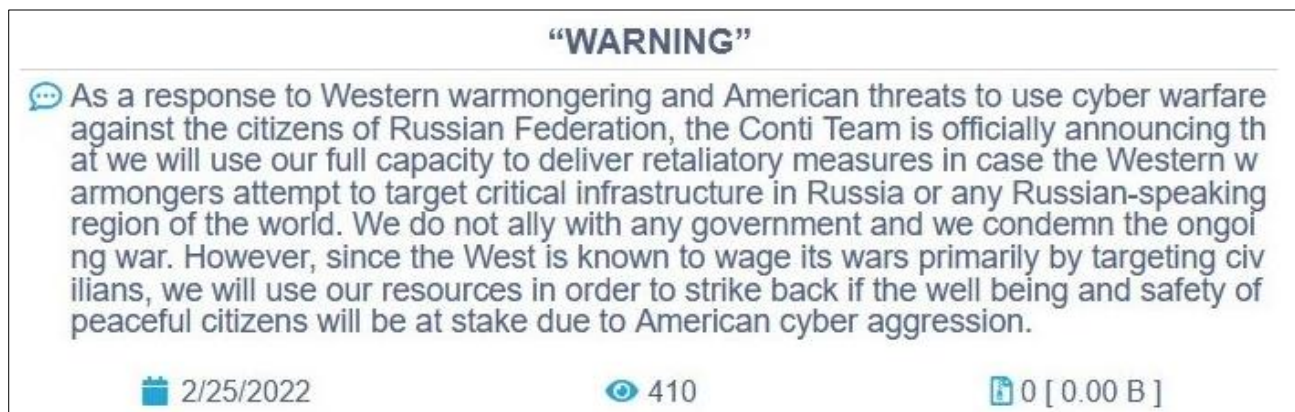 “WARNING”
As a response to Western warmongering and American threats to use cyber warfare
against the citizens of Russian Federation, the Conti Team is officially announcing th
at we will use our full capacity to deliver retaliatory measures in case the Western w
armongers attempt to target critical infrastructure in Russia or any Russian-speaking
region of the world. We do not ally with any government and we condemn the ongoi
ng war. However, since the West is known to wage its wars primarily by targeting civ
ilians, we will use our resources in order to strike back if the well being and safety of
peaceful citizens will be at stake due to American cyber aggression.
2/25/2022 410 0 [ 0.00 B ]